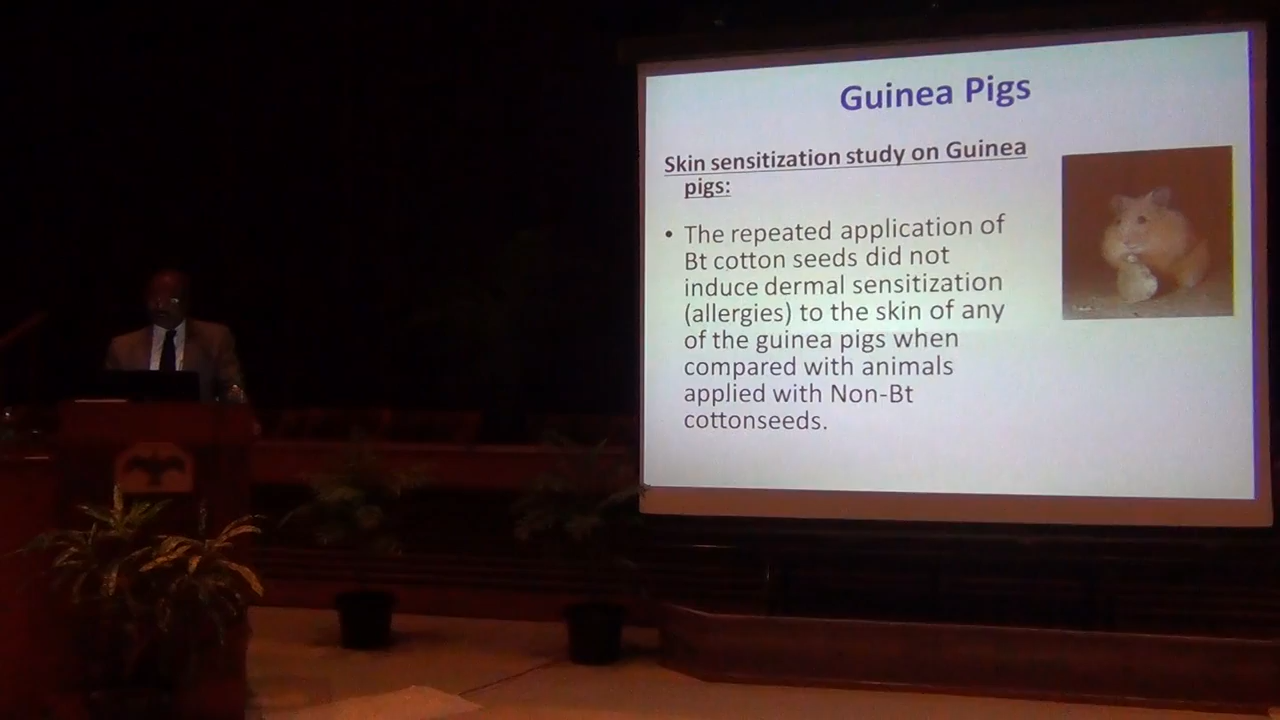 Guinea Pigs
Skin sensitization study on Guinea
pigs:
• The repeated application of
Bt cotton seeds did not
induce dermal sensitization
(allergies) to the skin of any
of the guinea pigs when
compared with animals
applied with Non-Bt
cottonseeds.